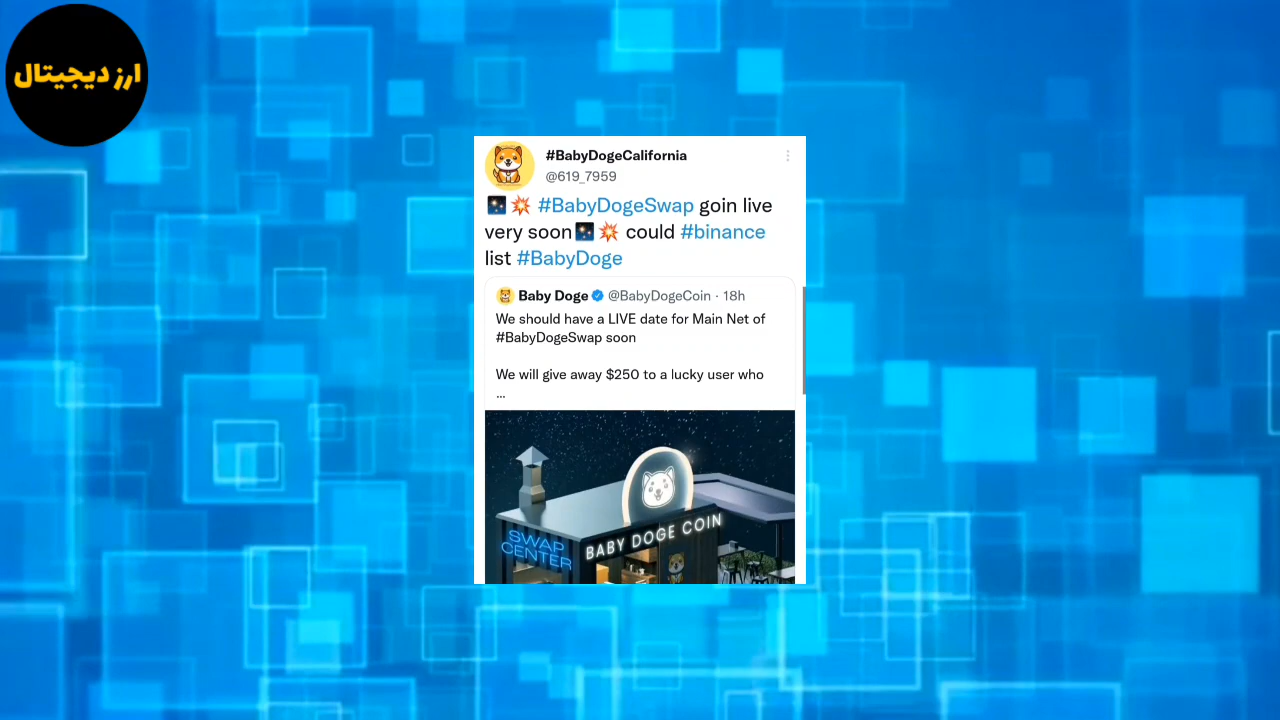 ارز دیجیتال
#BabyDogeCalifornia
@619_7959
🎆💥 #BabyDogeSwap goin live
very soon🎆💥 could #binance
list #BabyDoge
Baby Doge @BabyDogeCoin · 18h
We should have a LIVE date for Main Net of
#BabyDogeSwap soon
We will give away $250 to a lucky user who
...
SWAP
CENTER
BABY DOGE COIN